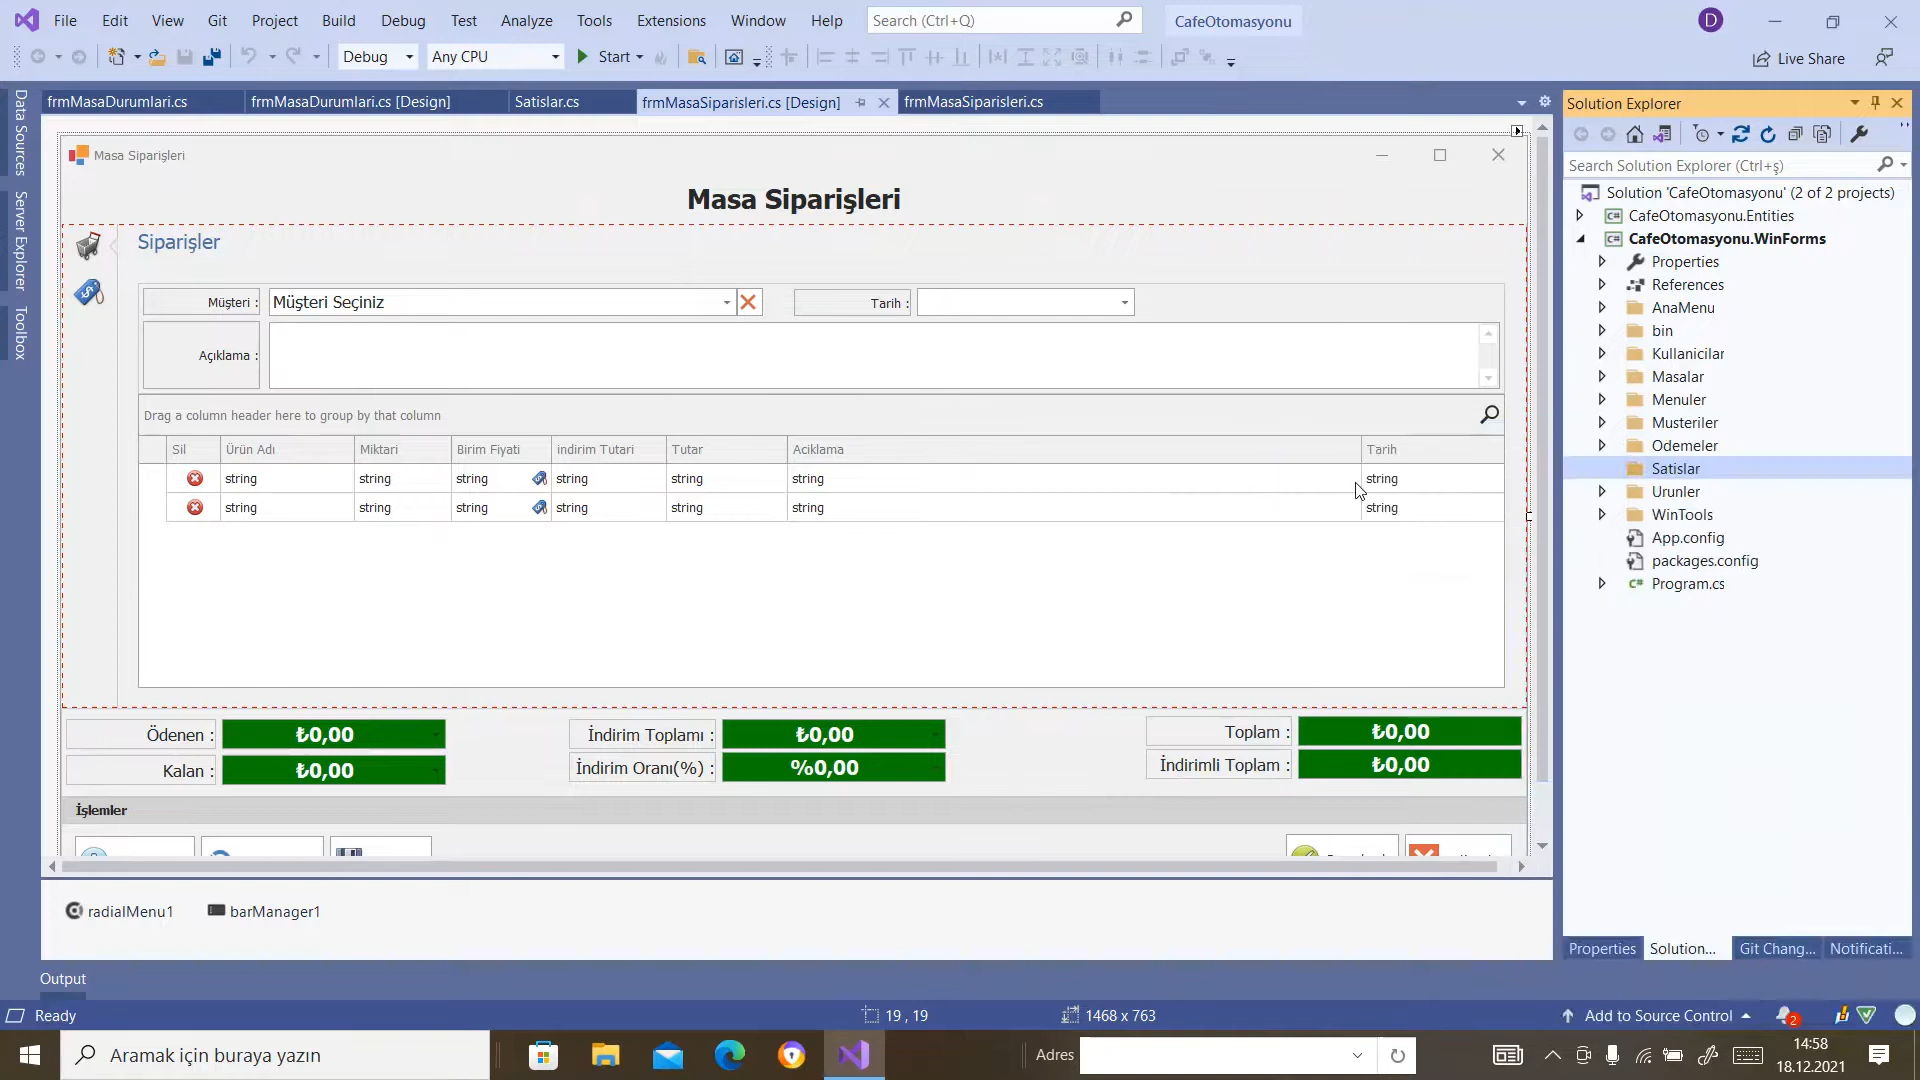 File Edit View Git Project Build Debug Test Analyze Tools Extensions Window Help Search (Ctrl+Q) CafeOtomasyonu D
Debug Any CPU Start Live Share
frmMasaDurumlari.cs frmMasaDurumlari.cs [Design] Satislar.cs frmMasaSiparisleri.cs [Design] frmMasaSiparisleri.cs
Data Sources
Server Explorer
Toolbox
Masa Siparişleri
Masa Siparişleri
Siparişler
Müşteri : Müşteri Seçiniz Tarih :
Açıklama :
Drag a column header here to group by that column
Sil Ürün Adı Miktari Birim Fiyati indirim Tutari Tutar Aciklama Tarih
string string string string string string string
string string string string string string string
Ödenen : ₺0,00 İndirim Toplamı : ₺0,00 Toplam : ₺0,00
Kalan : ₺0,00 İndirim Oranı(%) : %0,00 İndirimli Toplam : ₺0,00
İşlemler
radialMenu1 barManager1
Output
Solution Explorer
Search Solution Explorer (Ctrl+ş)
Solution 'CafeOtomasyonu' (2 of 2 projects)
CafeOtomasyonu.Entities
CafeOtomasyonu.WinForms
Properties
References
AnaMenu
bin
Kullanicilar
Masalar
Menuler
Musteriler
Odemeler
Satislar
Urunler
WinTools
App.config
packages.config
Program.cs
Properties Solution... Git Chang... Notificati...
Ready 19 , 19 1468 x 763 Add to Source Control 2
Aramak için buraya yazın Adres 14:58
18.12.2021